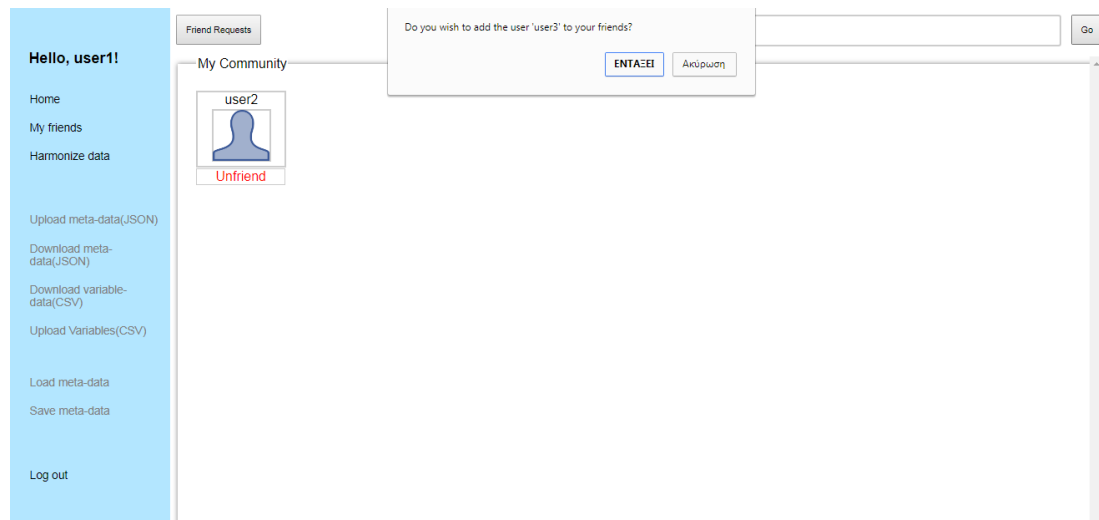 Hello, user1!
Home
My friends
Harmonize data
Upload meta-data(JSON)
Download meta-
data(JSON)
Download variable-
data(CSV)
Upload Variables(CSV)
Load meta-data
Save meta-data
Log out
Friend Requests
Do you wish to add the user 'user3' to your friends?
ΕΝΤΑΞΕΙ
Ακύρωση
Go
My Community
user2
Unfriend